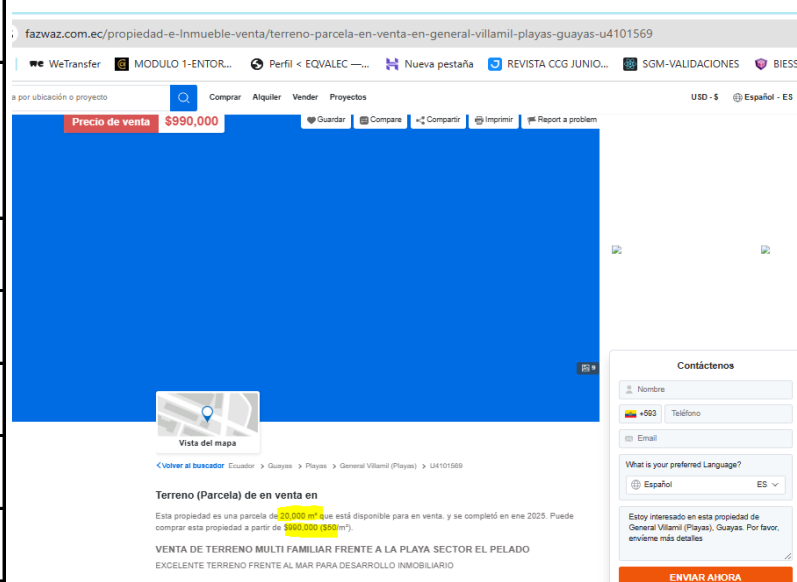 fazwaz.com.ec/propiedad-e-Inmueble-venta/terreno-parcela-en-venta-en-general-villamil-playas-guayas-u4101569
we WeTransfer MODULO 1-ENTOR... Perfil < EQVALEC —... Nueva pestaña REVISTA CCG JUNIO... SGM-VALIDACIONES BIESS
a por ubicación o proyecto Comprar Alquiler Vender Proyectos USD - $ Español - ES
Precio de venta $990,000 Guardar Compare Compartir Imprimir Report a problem
9
Vista del mapa
Volver al buscador Ecuador > Guayas > Playas > General Villamil (Playas) > U4101569
Terreno (Parcela) de en venta en
Esta propiedad es una parcela de 20,000 m² que está disponible para en venta. y se completó en ene 2025. Puede
comprar esta propiedad a partir de $990,000 ($50/m²).
VENTA DE TERRENO MULTI FAMILIAR FRENTE A LA PLAYA SECTOR EL PELADO
EXCELENTE TERRENO FRENTE AL MAR PARA DESARROLLO INMOBILIARIO
Contáctenos
Nombre
+593 Teléfono
Email
What is your preferred Language?
Español ES
Estoy interesado en esta propiedad de
General Villamil (Playas), Guayas. Por favor,
envíeme más detalles
ENVIAR AHORA